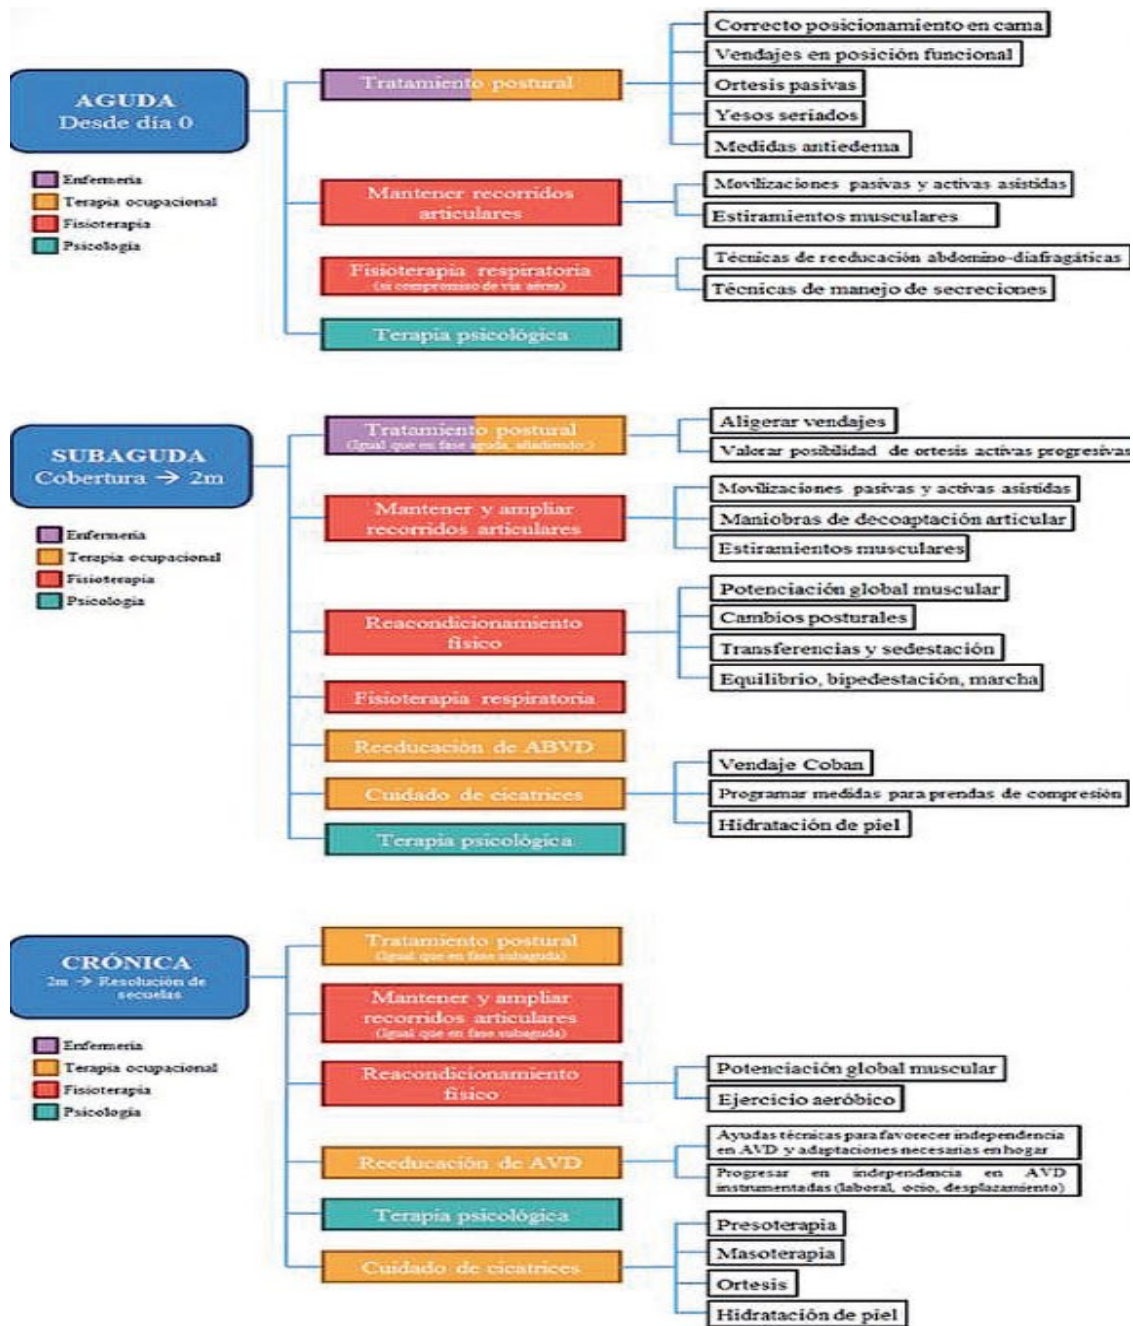 AGUDA
Desde día 0
Enfermería
Terapia ocupacional
Fisioterapia
Psicología
Tratamiento postural
Correcto posicionamiento en cama
Vendajes en posición funcional
Ortesis pasivas
Yesos seriados
Medidas antiedema
Mantener recorridos
articulares
Movilizaciones pasivas y activas asistidas
Estiramientos musculares
Fisioterapia respiratoria
(si compromiso de vía aérea)
Técnicas de reeducación abdomino-diafragáticas
Técnicas de manejo de secreciones
Terapia psicológica
SUBAGUDA
Cobertura → 2m
Enfermería
Terapia ocupacional
Fisioterapia
Psicología
Tratamiento postural
(Igual que en fase aguda, añadiendo:)
Aligerar vendajes
Valorar posibilidad de ortesis activas progresivas
Mantener y ampliar
recorridos articulares
Movilizaciones pasivas y activas asistidas
Maniobras de decoaptación articular
Estiramientos musculares
Reacondicionamiento
físico
Potenciación global muscular
Cambios posturales
Transferencias y sedestación
Equilibrio, bipedestación, marcha
Fisioterapia respiratoria
Reeducación de ABVD
Cuidado de cicatrices
Vendaje Coban
Programar medidas para prendas de compresión
Hidratación de piel
Terapia psicológica
CRÓNICA
2m → Resolución de
secuelas
Enfermería
Terapia ocupacional
Fisioterapia
Psicología
Tratamiento postural
(Igual que en fase subaguda)
Mantener y ampliar
recorridos articulares
(Igual que en fase subaguda)
Reacondicionamiento
físico
Potenciación global muscular
Ejercicio aeróbico
Reeducación de AVD
Ayudas técnicas para favorecer independencia
en AVD y adaptaciones necesarias en hogar
Progresar en independencia en AVD
instrumentadas (laboral, ocio, desplazamiento)
Terapia psicológica
Cuidado de cicatrices
Presoterapia
Masoterapia
Ortesis
Hidratación de piel